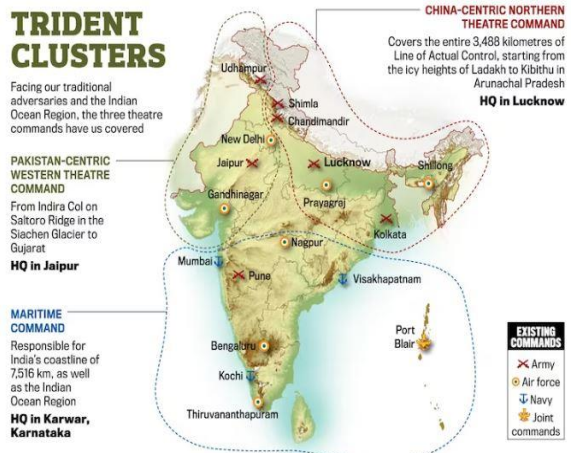 TRIDENT
CLUSTERS
Facing our traditional
adversaries and the Indian
Ocean Region, the three theatre
commands have us covered
PAKISTAN-CENTRIC
WESTERN THEATRE
COMMAND
From Indira Col on
Saltoro Ridge in the
Siachen Glacier to
Gujarat
HQ in Jaipur
MARITIME
COMMAND
Responsible for
India's coastline of
7,516 km, as well
as the Indian
Ocean Region
HQ in Karwar,
Karnataka
CHINA-CENTRIC NORTHERN
THEATRE COMMAND
Covers the entire 3,488 kilometres of
Line of Actual Control, starting from
the icy heights of Ladakh to Kibithu in
Arunachal Pradesh
HQ in Lucknow
Udhampur
Shimla
Chandimandir
New Delhi
Jaipur
Lucknow
Shillong
Gandhinagar
Prayagraj
Kolkata
Nagpur
Mumbai
Pune
Visakhapatnam
Port
Blair
Bengaluru
Kochi
Thiruvananthapuram
EXISTING
COMMANDS
Army
Air force
Navy
Joint
commands